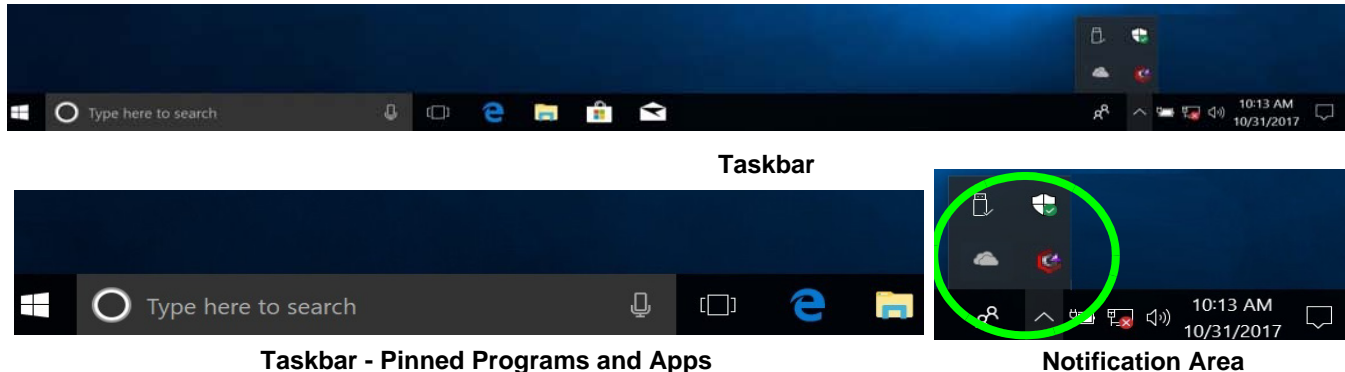 Type here to search
10:13 AM
10/31/2017
Taskbar
Type here to search
10:13 AM
10/31/2017
Taskbar - Pinned Programs and Apps
Notification Area